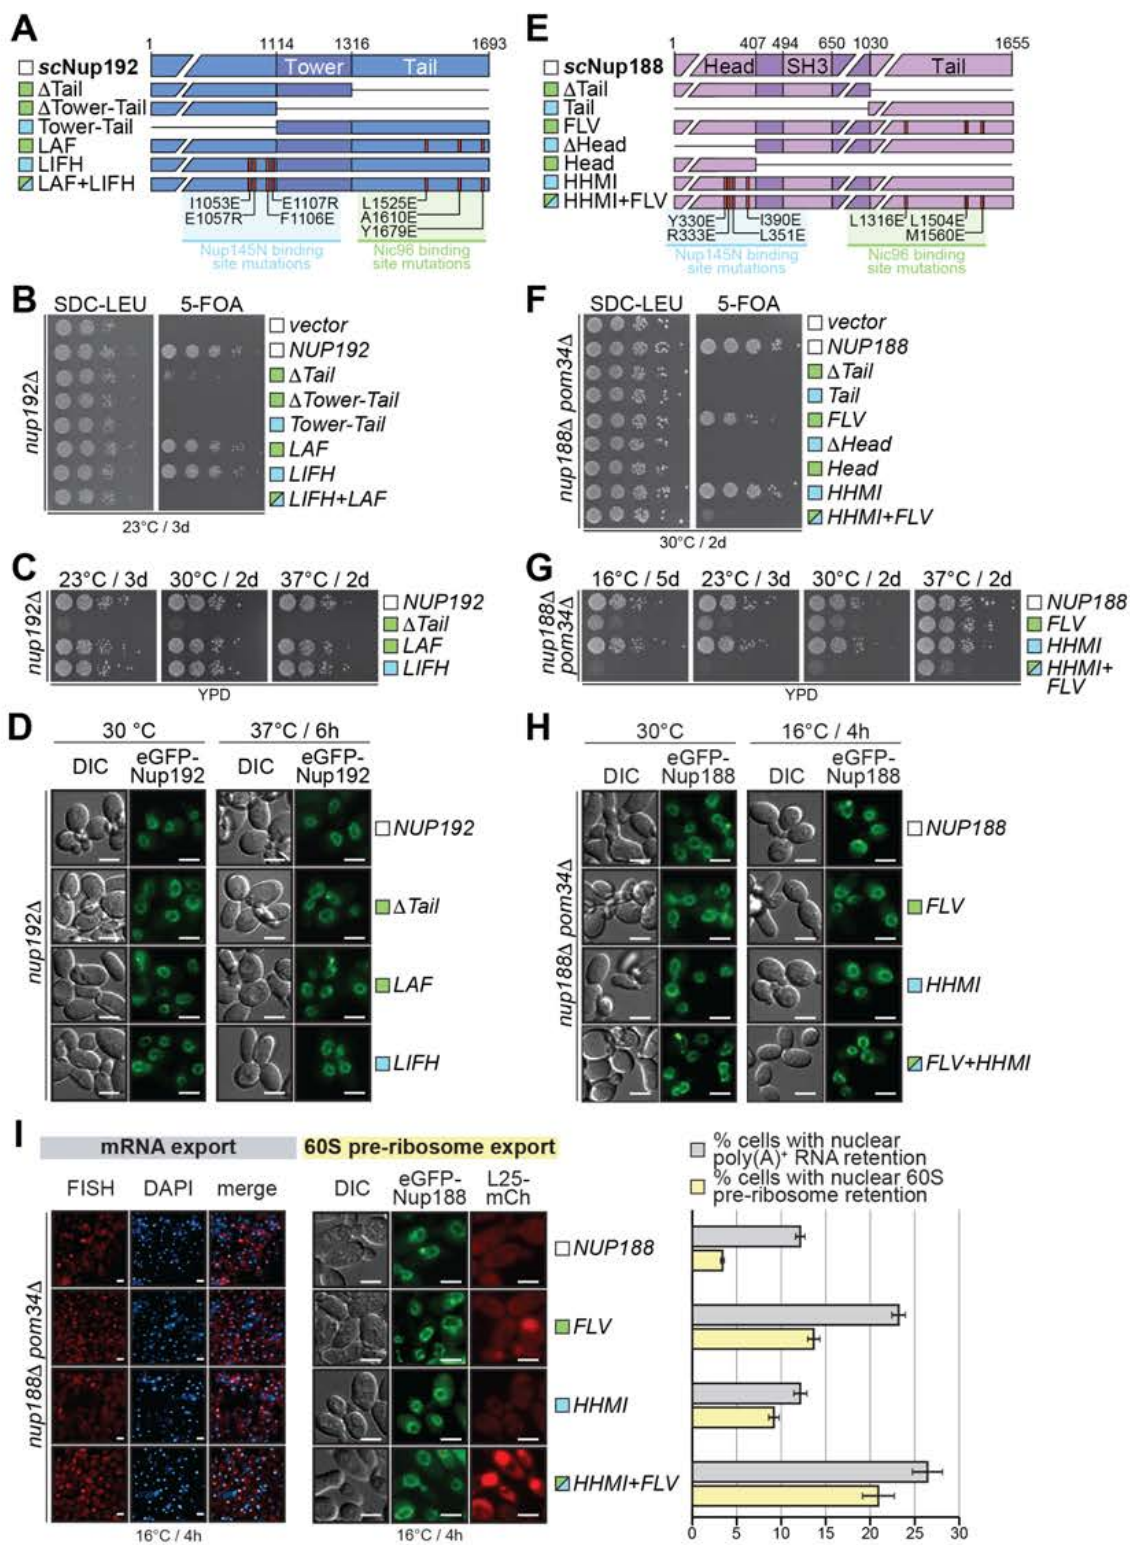 A
1 1114 1316 1693
scNup192 Tower Tail
ΔTail
ΔTower-Tail
Tower-Tail
LAF
LIFH
LAF+LIFH
I1053E E1107R L1525E
E1057R F1106E A1610E
Y1679E
Nup145N binding
site mutations
Nic96 binding
site mutations
E
1 407 494 650 1030 1655
scNup188 Head SH3 Tail
ΔTail
Tail
FLV
ΔHead
Head
HHMI
HHMI+FLV
Y330E I390E L1316E L1504E
R333E L351E M1560E
Nup145N binding
site mutations
Nic96 binding
site mutations
B
SDC-LEU 5-FOA
nup192Δ
vector
NUP192
ΔTail
ΔTower-Tail
Tower-Tail
LAF
LIFH
LIFH+LAF
23°C / 3d
F
SDC-LEU 5-FOA
nup188Δ pom34Δ
vector
NUP188
ΔTail
Tail
FLV
ΔHead
Head
HHMI
HHMI+FLV
30°C / 2d
C
23°C / 3d 30°C / 2d 37°C / 2d
nup192Δ
NUP192
ΔTail
LAF
LIFH
YPD
G
16°C / 5d 23°C / 3d 30°C / 2d 37°C / 2d
nup188Δ
pom34Δ
NUP188
FLV
HHMI
HHMI+
FLV
YPD
D
30 °C 37°C / 6h
DIC eGFP-Nup192 DIC eGFP-Nup192
nup192Δ
NUP192
ΔTail
LAF
LIFH
H
30°C 16°C / 4h
DIC eGFP-Nup188 DIC eGFP-Nup188
nup188Δ pom34Δ
NUP188
FLV
HHMI
FLV+HHMI
I
mRNA export 60S pre-ribosome export
FISH DAPI merge DIC eGFP-Nup188 L25-mCh
nup188Δ pom34Δ
NUP188
FLV
HHMI
HHMI+FLV
16°C / 4h 16°C / 4h
% cells with nuclear
poly(A)+ RNA retention
% cells with nuclear 60S
pre-ribosome retention
0 5 10 15 20 25 30
0 5 10 15 20 25 30